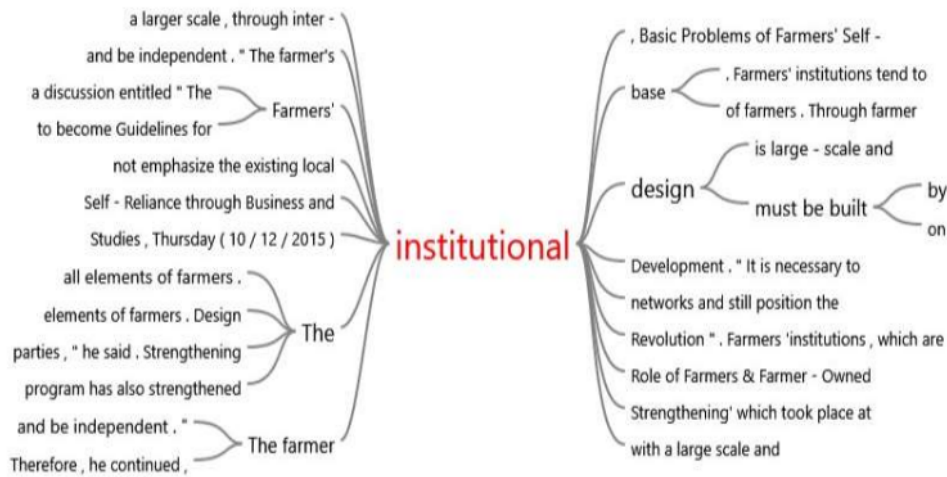 a larger scale , through inter -
and be independent . " The farmer's
a discussion entitled " The
to become Guidelines for
Farmers'
not emphasize the existing local
Self - Reliance through Business and
Studies , Thursday ( 10 / 12 / 2015 )
all elements of farmers .
elements of farmers . Design
parties , " he said . Strengthening
program has also strengthened
The
and be independent . "
Therefore , he continued ,
The farmer
institutional
, Basic Problems of Farmers' Self -
base
. Farmers' institutions tend to
of farmers . Through farmer
design
is large - scale and
must be built
by
on
Development . " It is necessary to
networks and still position the
Revolution " . Farmers 'institutions , which are
Role of Farmers & Farmer - Owned
Strengthening' which took place at
with a large scale and